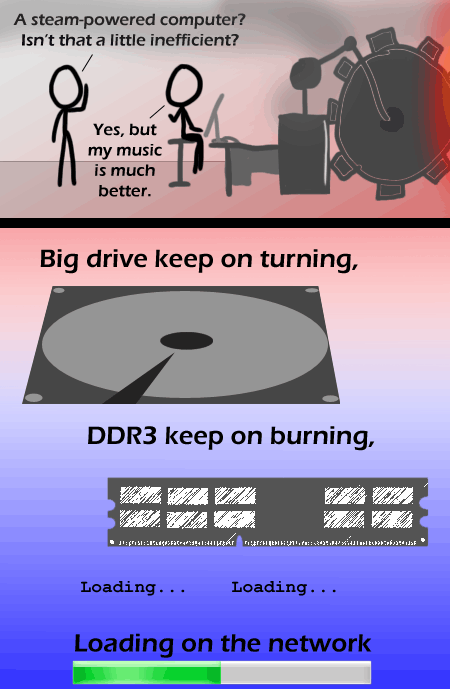 A steam-powered computer?
Isn't that a little inefficient?
Yes, but
my music
is much
better.
Big drive keep on turning,
DDR3 keep on burning,
Loading... Loading...
Loading on the network